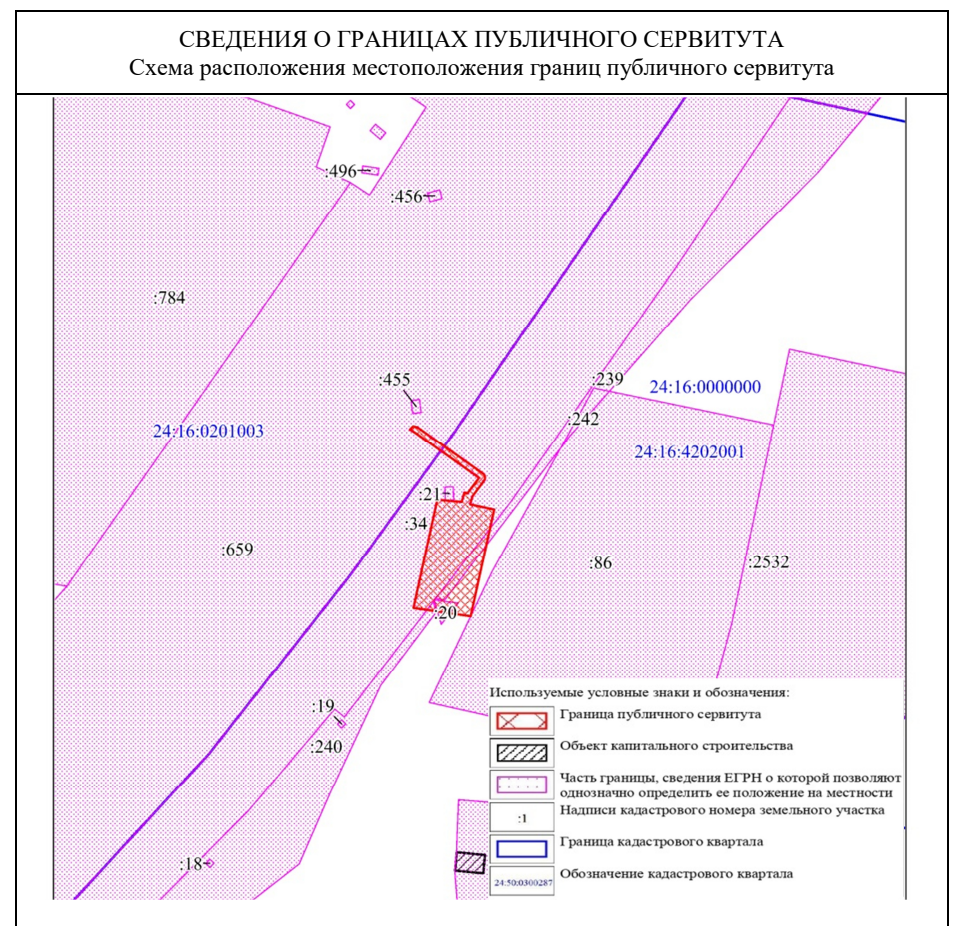 СВЕДЕНИЯ О ГРАНИЦАХ ПУБЛИЧНОГО СЕРВИТУТА
Схема расположения местоположения границ публичного сервитута
:496
:456
:784
:455
:239
24:16:0000000
:242
24:16:0201003
24:16:4202001
:21
:34
:659
:86
:2532
:20
:19
:240
:18
Используемые условные знаки и обозначения:
Граница публичного сервитута
Объект капитального строительства
Часть границы, сведения ЕГРН о которой позволяют
однозначно определить ее положение на местности
:1
Надписи кадастрового номера земельного участка
Граница кадастрового квартала
24:50:0300287
Обозначение кадастрового квартала